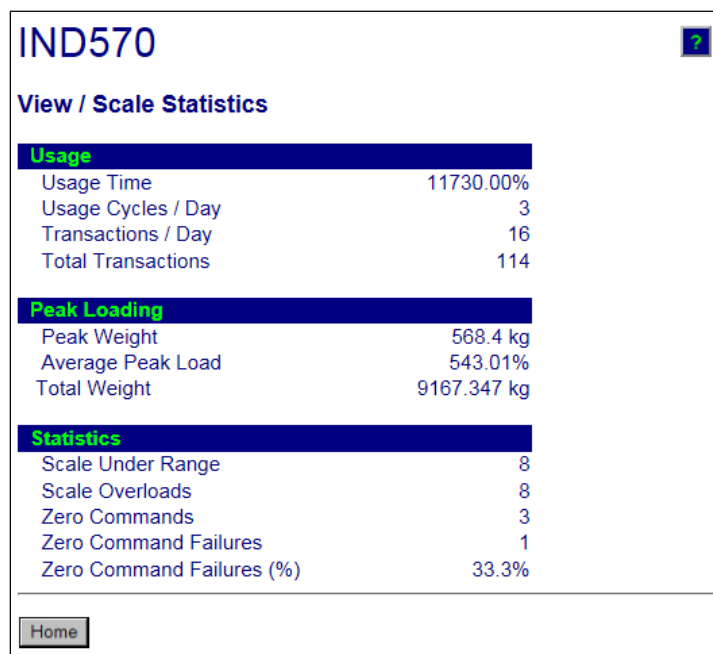 IND570
?
View / Scale Statistics
Usage
Usage Time 11730.00%
Usage Cycles / Day 3
Transactions / Day 16
Total Transactions 114
Peak Loading
Peak Weight 568.4 kg
Average Peak Load 543.01%
Total Weight 9167.347 kg
Statistics
Scale Under Range 8
Scale Overloads 8
Zero Commands 3
Zero Command Failures 1
Zero Command Failures (%) 33.3%
Home